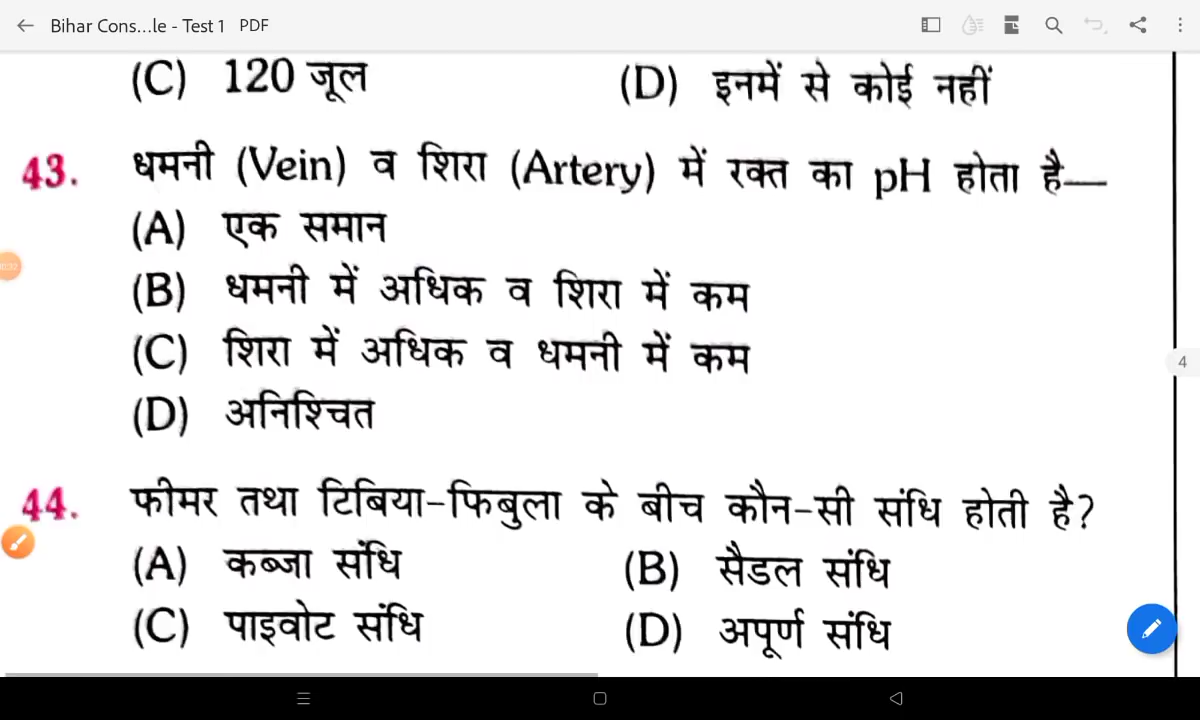 Bihar Cons...le - Test 1 PDF
(C) 120 जूल (D) इनमें से कोई नहीं
43. धमनी (Vein) व शिरा (Artery) में रक्त का pH होता है—
(A) एक समान
(B) धमनी में अधिक व शिरा में कम
(C) शिरा में अधिक व धमनी में कम
(D) अनिश्चित
4
44. फीमर तथा टिबिया-फिबुला के बीच कौन-सी संधि होती है?
(A) कब्जा संधि (B) सैडल संधि
(C) पाइवोट संधि (D) अपूर्ण संधि